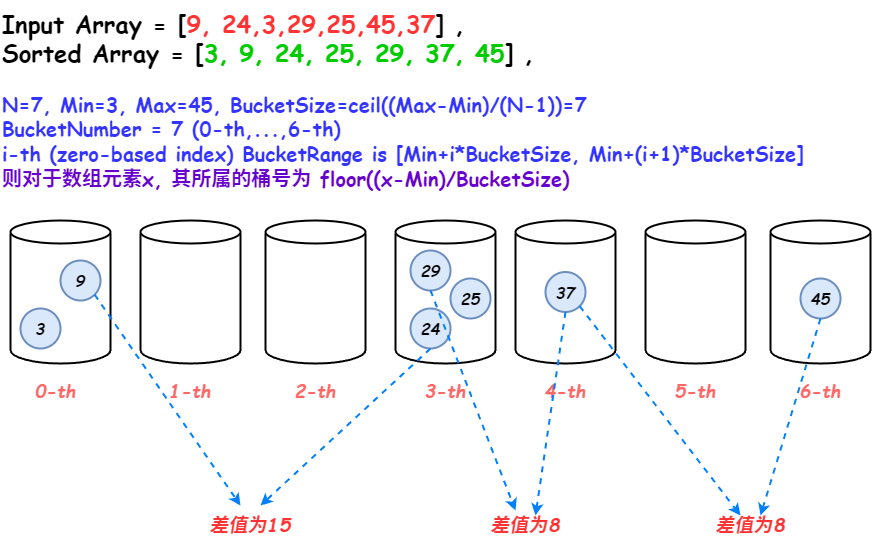 Input Array = [9, 24,3,29,25,45,37] ,
Sorted Array = [3, 9, 24, 25, 29, 37, 45] ,
N=7, Min=3, Max=45, BucketSize=ceil((Max-Min)/(N-1))=7
BucketNumber = 7 (0-th,...,6-th)
i-th (zero-based index) BucketRange is [Min+i*BucketSize, Min+(i+1)*BucketSize]
则对于数组元素x, 其所属的桶号为 floor((x-Min)/BucketSize)
9
3
29
25
24
37
45
0-th 1-th 2-th 3-th 4-th 5-th 6-th
差值为15 差值为8 差值为8